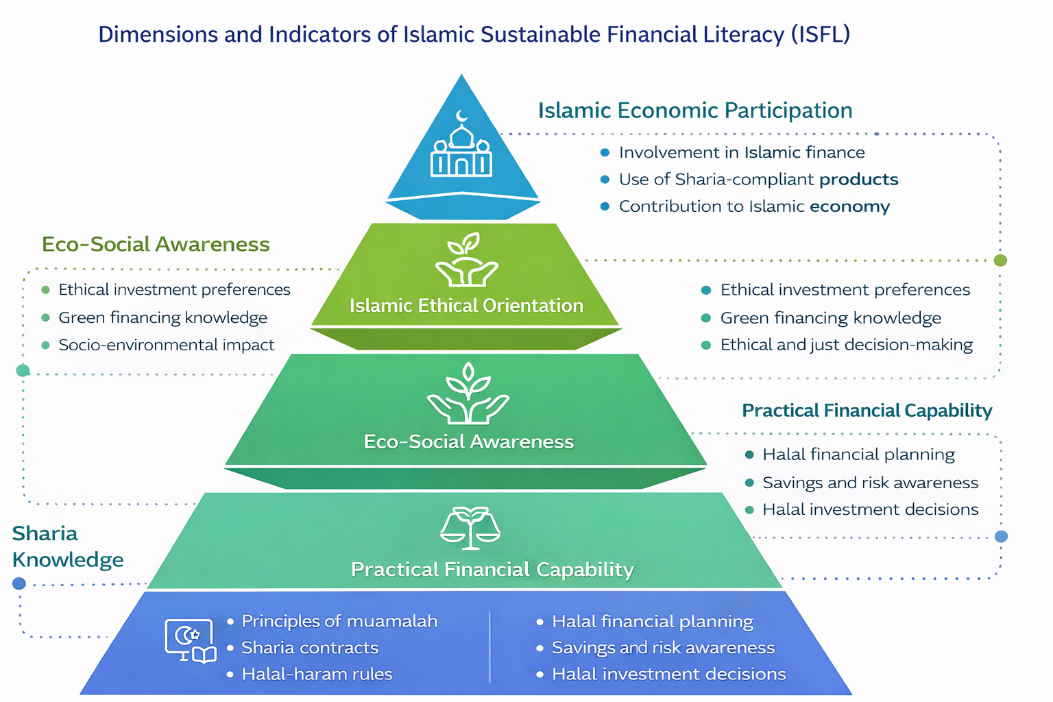 Dimensions and Indicators of Islamic Sustainable Financial Literacy (ISFL)
Islamic Economic Participation
Involvement in Islamic finance
Use of Sharia-compliant products
Contribution to Islamic economy
Eco-Social Awareness
Ethical investment preferences
Green financing knowledge
Socio-environmental impact
Islamic Ethical Orientation
Ethical investment preferences
Green financing knowledge
Ethical and just decision-making
Eco-Social Awareness
Practical Financial Capability
Halal financial planning
Savings and risk awareness
Halal investment decisions
Sharia
Knowledge
Practical Financial Capability
Principles of muamalah
Sharia contracts
Halal-haram rules
Halal financial planning
Savings and risk awareness
Halal investment decisions